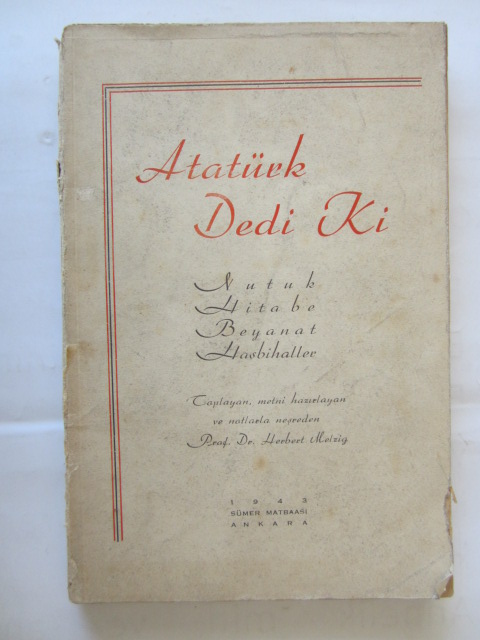 Atatürk
Dedi Ki
Nutuk
Hitabe
Beyanat
Hasbihaller
Toplayan, metni hazırlayan
ve notlarla neşreden
Prof. Dr. Herbert Melzig
1943
SÜMER MATBAASI
ANKARA